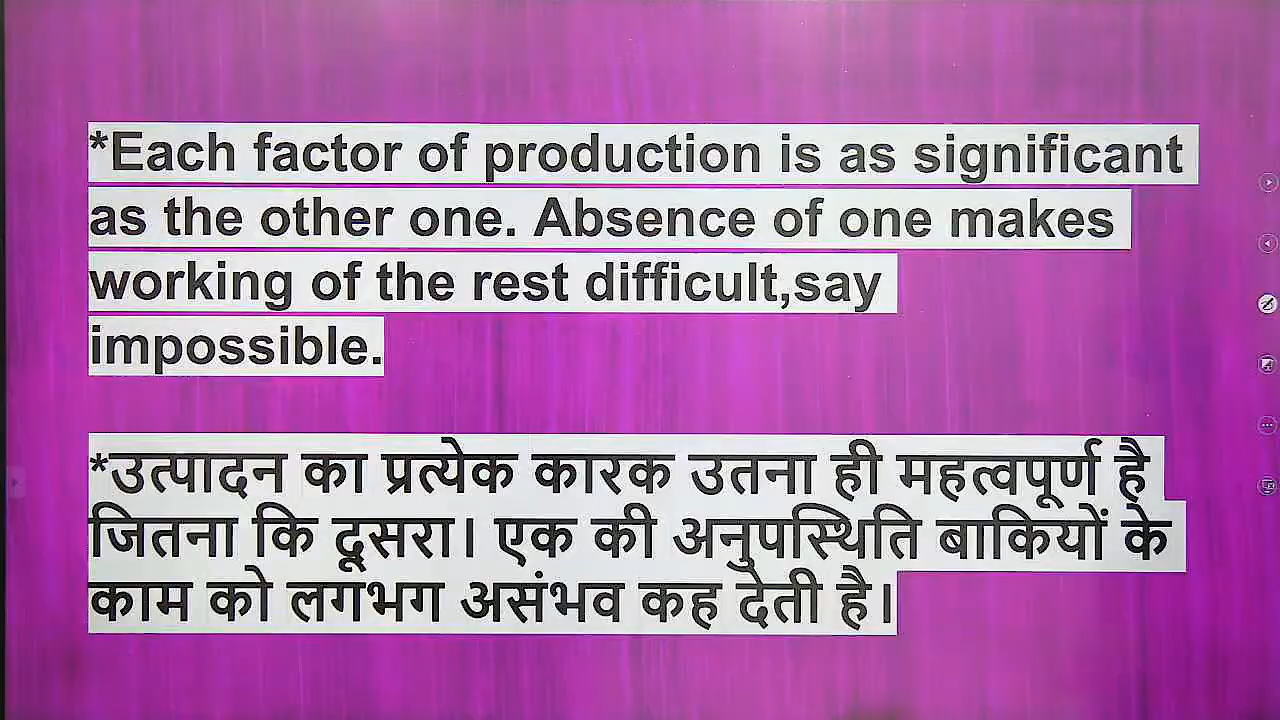 *Each factor of production is as significant
as the other one. Absence of one makes
working of the rest difficult,say
impossible.
*उत्पादन का प्रत्येक कारक उतना ही महत्वपूर्ण है
जितना कि दूसरा। एक की अनुपस्थिति बाकियों के
काम को लगभग असंभव कह देती है।